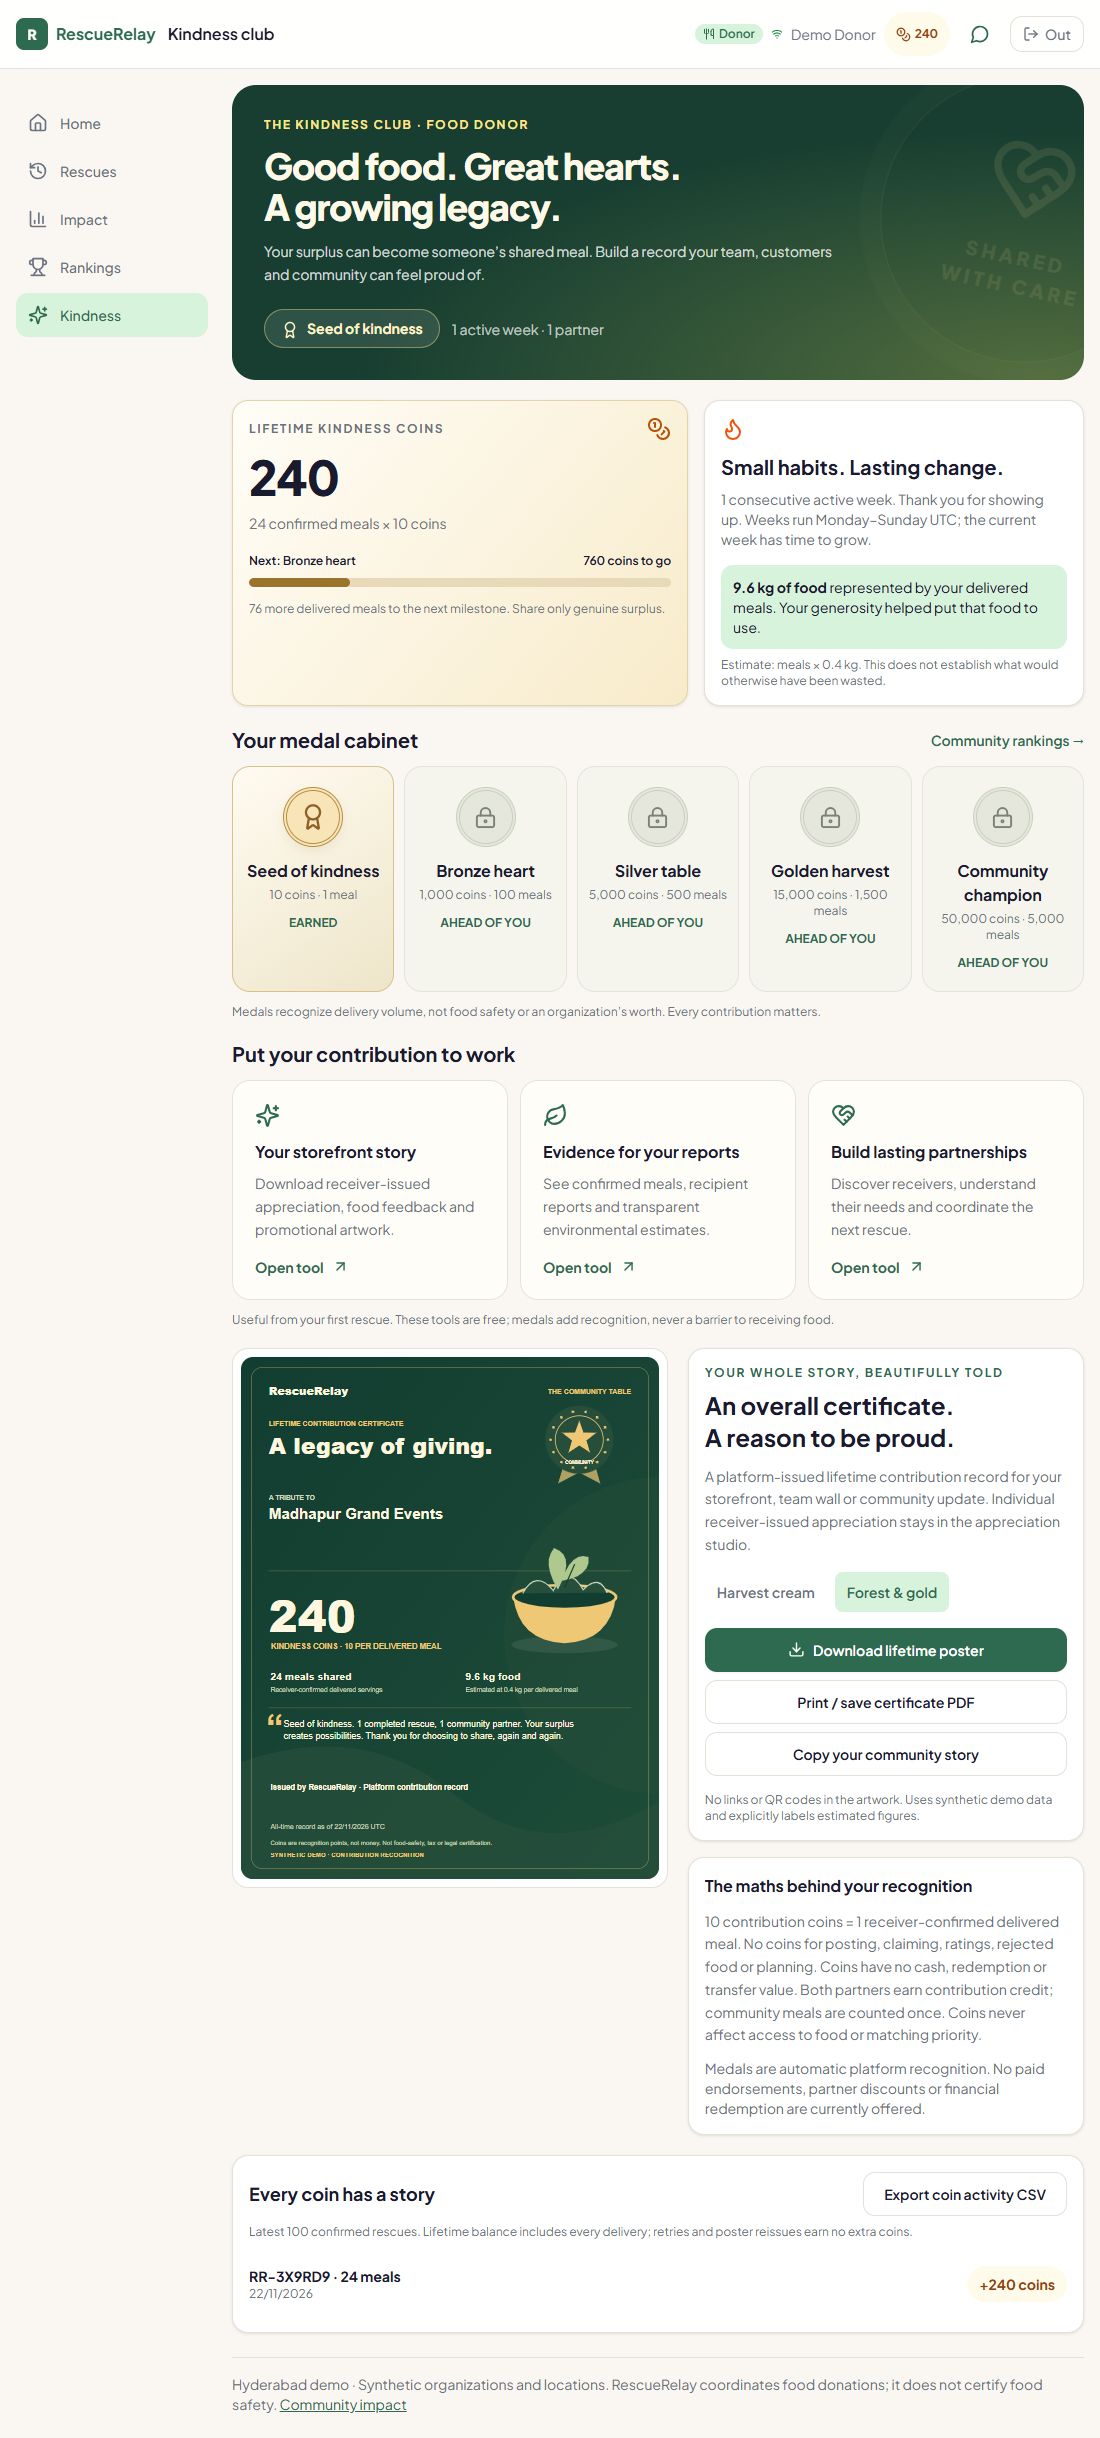 R RescueRelay Kindness club
Donor Demo Donor 240 Out
Home
Rescues
Impact
Rankings
Kindness
THE KINDNESS CLUB · FOOD DONOR
Good food. Great hearts.
A growing legacy.
Your surplus can become someone's shared meal. Build a record your team, customers
and community can feel proud of.
Seed of kindness 1 active week · 1 partner
SHARED
WITH CARE
LIFETIME KINDNESS COINS
240
24 confirmed meals × 10 coins
Next: Bronze heart 760 coins to go
76 more delivered meals to the next milestone. Share only genuine surplus.
Small habits. Lasting change.
1 consecutive active week. Thank you for showing
up. Weeks run Monday–Sunday UTC; the current
week has time to grow.
9.6 kg of food represented by your delivered
meals. Your generosity helped put that food to
use.
Estimate: meals × 0.4 kg. This does not establish what would
otherwise have been wasted.
Your medal cabinet Community rankings →
Seed of kindness
10 coins · 1 meal
EARNED
Bronze heart
1,000 coins · 100 meals
AHEAD OF YOU
Silver table
5,000 coins · 500 meals
AHEAD OF YOU
Golden harvest
15,000 coins · 1,500
meals
AHEAD OF YOU
Community
champion
50,000 coins · 5,000
meals
AHEAD OF YOU
Medals recognize delivery volume, not food safety or an organization's worth. Every contribution matters.
Put your contribution to work
Your storefront story
Download receiver-issued
appreciation, food feedback and
promotional artwork.
Open tool
Evidence for your reports
See confirmed meals, recipient
reports and transparent
environmental estimates.
Open tool
Build lasting partnerships
Discover receivers, understand
their needs and coordinate the
next rescue.
Open tool
Useful from your first rescue. These tools are free; medals add recognition, never a barrier to receiving food.
RescueRelay THE COMMUNITY TABLE
LIFETIME CONTRIBUTION CERTIFICATE
A legacy of giving.
COMMUNITY
A TRIBUTE TO
Madhapur Grand Events
240
KINDNESS COINS · 10 PER DELIVERED MEAL
24 meals shared
Receiver-confirmed delivered servings
9.6 kg food
Estimated at 0.4 kg per delivered meal
“ Seed of kindness. 1 completed rescue, 1 community partner. Your surplus
creates possibilities. Thank you for choosing to share, again and again.
Issued by RescueRelay · Platform contribution record
All-time record as of 22/11/2026 UTC
Coins are recognition points, not money. Not food-safety, tax or legal certification.
SYNTHETIC DEMO · CONTRIBUTION RECOGNITION
YOUR WHOLE STORY, BEAUTIFULLY TOLD
An overall certificate.
A reason to be proud.
A platform-issued lifetime contribution record for your
storefront, team wall or community update. Individual
receiver-issued appreciation stays in the appreciation
studio.
Harvest cream Forest & gold
Download lifetime poster
Print / save certificate PDF
Copy your community story
No links or QR codes in the artwork. Uses synthetic demo data
and explicitly labels estimated figures.
The maths behind your recognition
10 contribution coins = 1 receiver-confirmed delivered
meal. No coins for posting, claiming, ratings, rejected
food or planning. Coins have no cash, redemption or
transfer value. Both partners earn contribution credit;
community meals are counted once. Coins never
affect access to food or matching priority.
Medals are automatic platform recognition. No paid
endorsements, partner discounts or financial
redemption are currently offered.
Every coin has a story Export coin activity CSV
Latest 100 confirmed rescues. Lifetime balance includes every delivery; retries and poster reissues earn no extra coins.
RR-3X9RD9 · 24 meals
22/11/2026
+240 coins
Hyderabad demo · Synthetic organizations and locations. RescueRelay coordinates food donations; it does not certify food
safety. Community impact